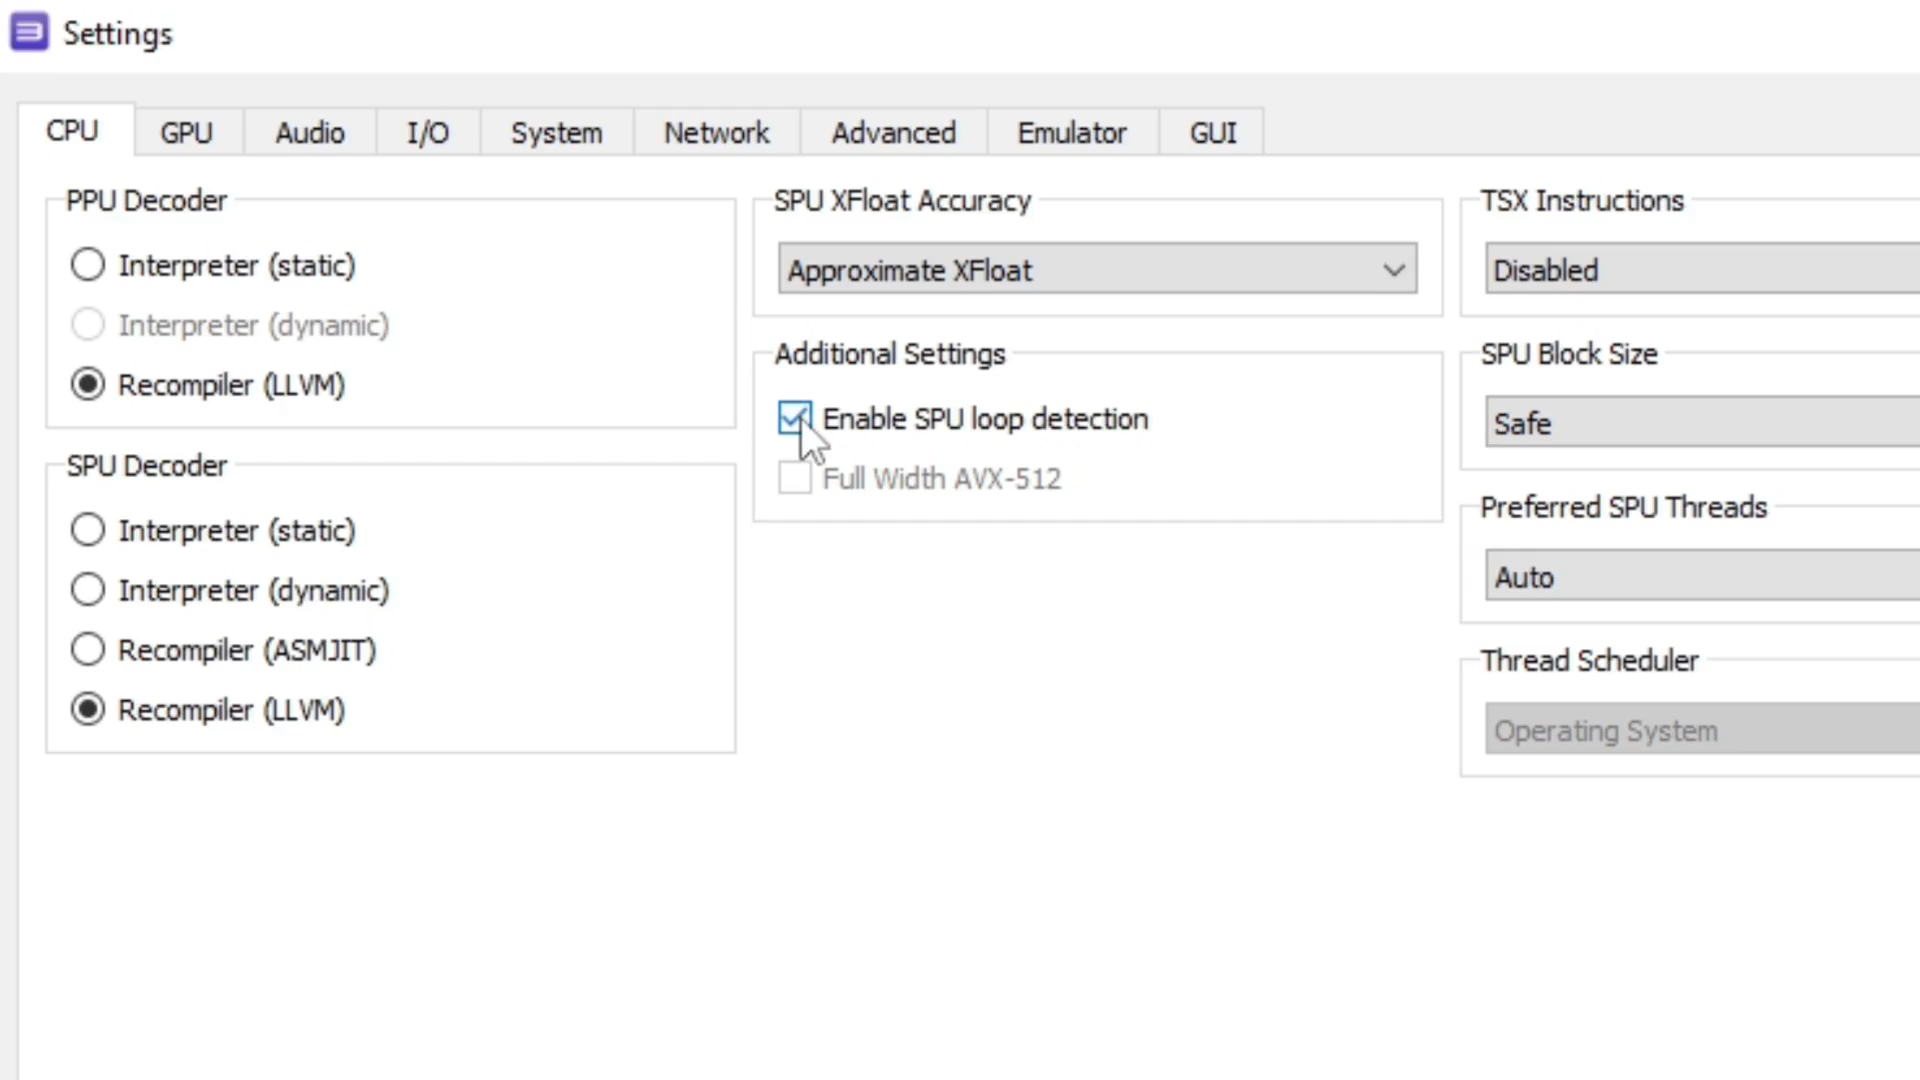 Settings
CPU
GPU
Audio
I/O
System
Network
Advanced
Emulator
GUI
PPU Decoder
Interpreter (static)
Interpreter (dynamic)
Recompiler (LLVM)
SPU Decoder
Interpreter (static)
Interpreter (dynamic)
Recompiler (ASMJIT)
Recompiler (LLVM)
SPU XFloat Accuracy
Approximate XFloat
Additional Settings
Enable SPU loop detection
Full Width AVX-512
TSX Instructions
Disabled
SPU Block Size
Safe
Preferred SPU Threads
Auto
Thread Scheduler
Operating System